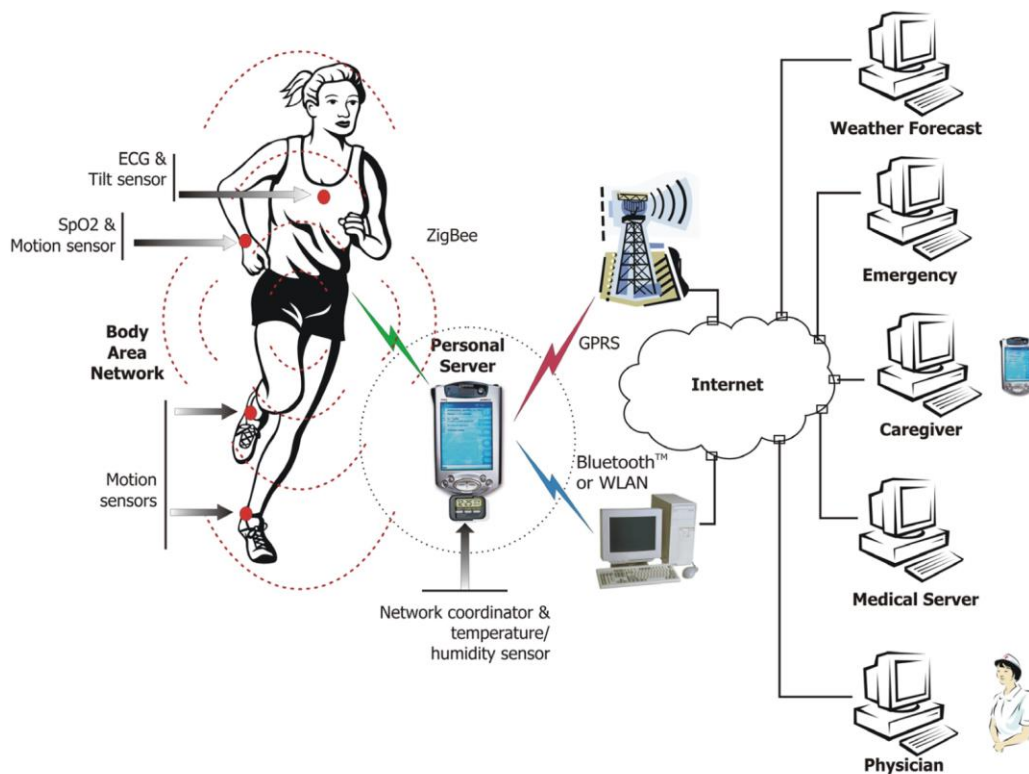 ECG &
Tilt sensor
SpO2 &
Motion sensor
Body
Area
Network
Motion
sensors
ZigBee
Personal
Server
Network coordinator &
temperature/
humidity sensor
GPRS
Bluetooth™
or WLAN
Internet
Weather Forecast
Emergency
Caregiver
Medical Server
Physician